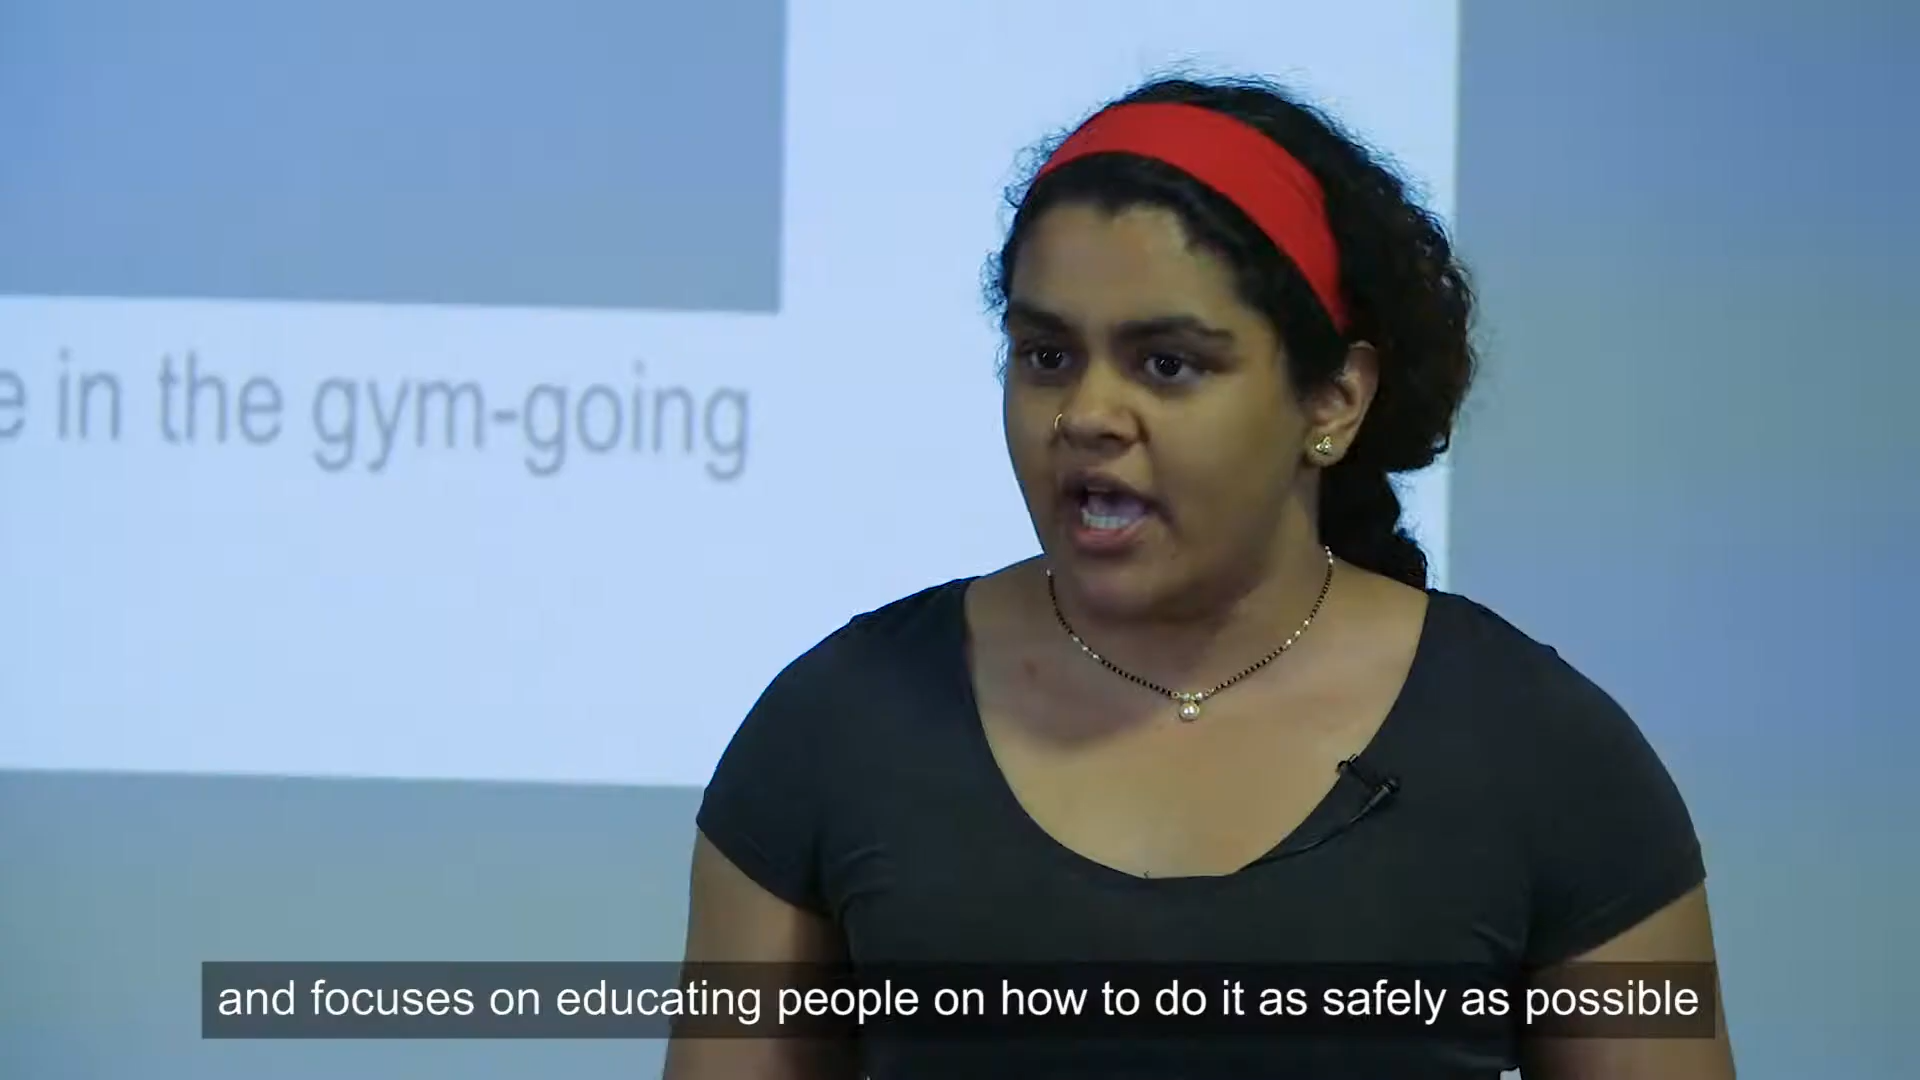 in the gym-going
and focuses on educating people on how to do it as safely as possible